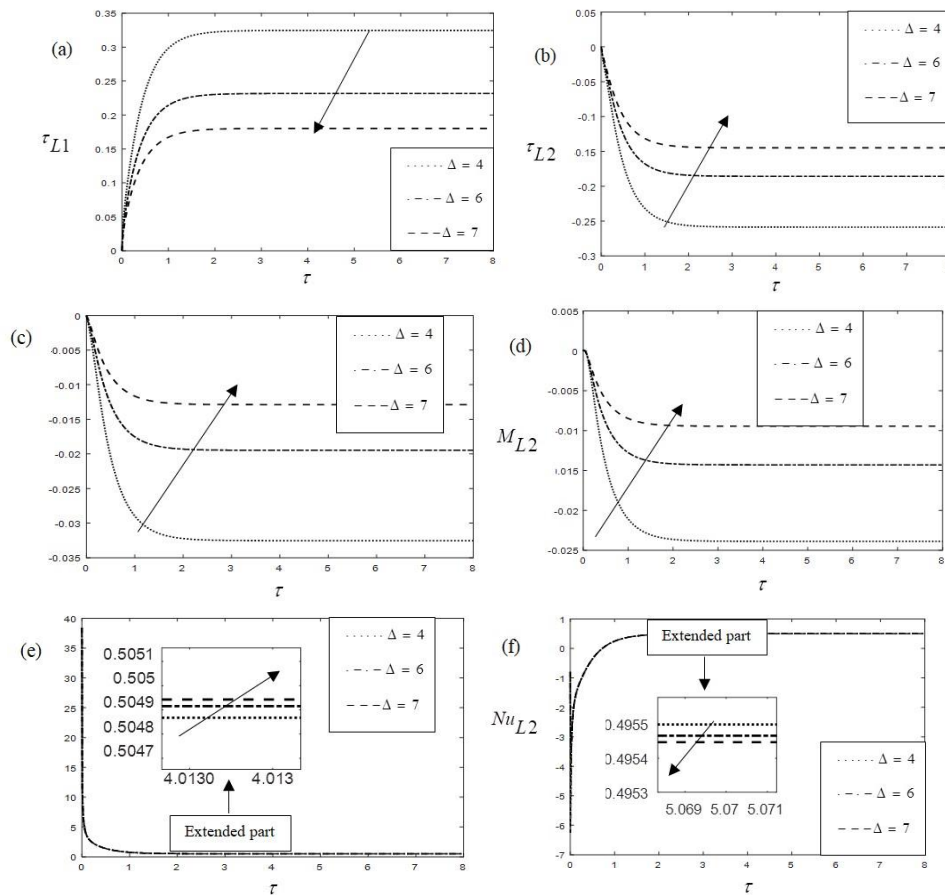 (a)
0.35
0.3
0.25
0.2
0.15
0.1
0.05
0
τL1
Δ = 4
Δ = 6
Δ = 7
0 1 2 3 4 5 6 7 8
τ
(b)
0
-0.05
-0.1
-0.15
-0.2
-0.25
-0.3
τL2
Δ = 4
Δ = 6
Δ = 7
0 1 2 3 4 5 6 7 8
τ
(c)
0
-0.005
-0.01
-0.015
-0.02
-0.025
-0.03
-0.035
Δ = 4
Δ = 6
Δ = 7
0 1 2 3 4 5 6 7 8
τ
(d)
0.005
0
-0.005
-0.01
-0.015
-0.02
-0.025
ML2
Δ = 4
Δ = 6
Δ = 7
0 1 2 3 4 5 6 7 8
τ
(e)
40
35
30
25
20
15
10
5
0
0.5051
0.505
0.5049
0.5048
0.5047
4.0130 4.013
Extended part
Δ = 4
Δ = 6
Δ = 7
0 1 2 3 4 5 6 7 8
τ
(f)
1
0
-1
-2
-3
-4
-5
-6
-7
NuL2
Extended part
0.4955
0.4954
0.4953
5.069 5.07 5.071
Δ = 4
Δ = 6
Δ = 7
0 1 2 3 4 5 6 7 8
τ